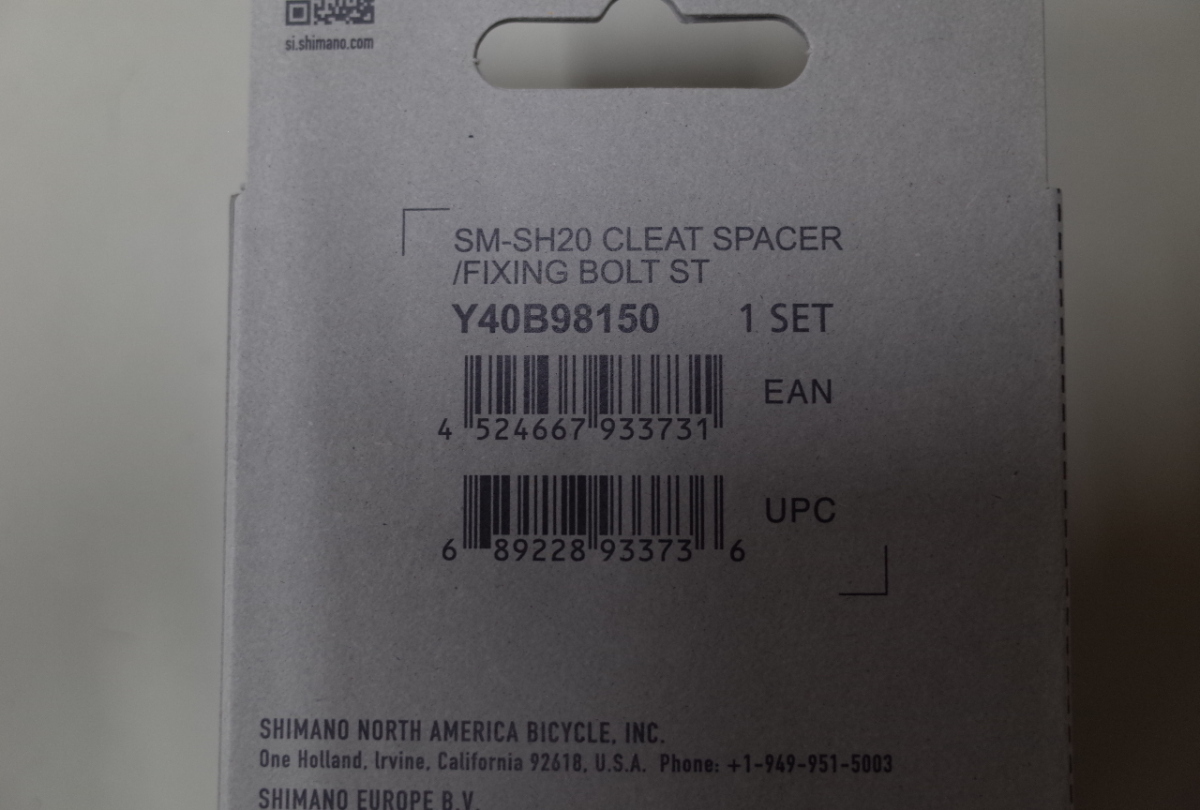 si.shimano.com
SM-SH20 CLEAT SPACER
/FIXING BOLT ST
Y40B98150 1 SET
EAN
4 524667 933731
UPC
6 89228 93373 6
SHIMANO NORTH AMERICA BICYCLE, INC.
One Holland, Irvine, California 92618, U.S.A. Phone: +1-949-951-5003
SHIMANO EUROPE B.V.